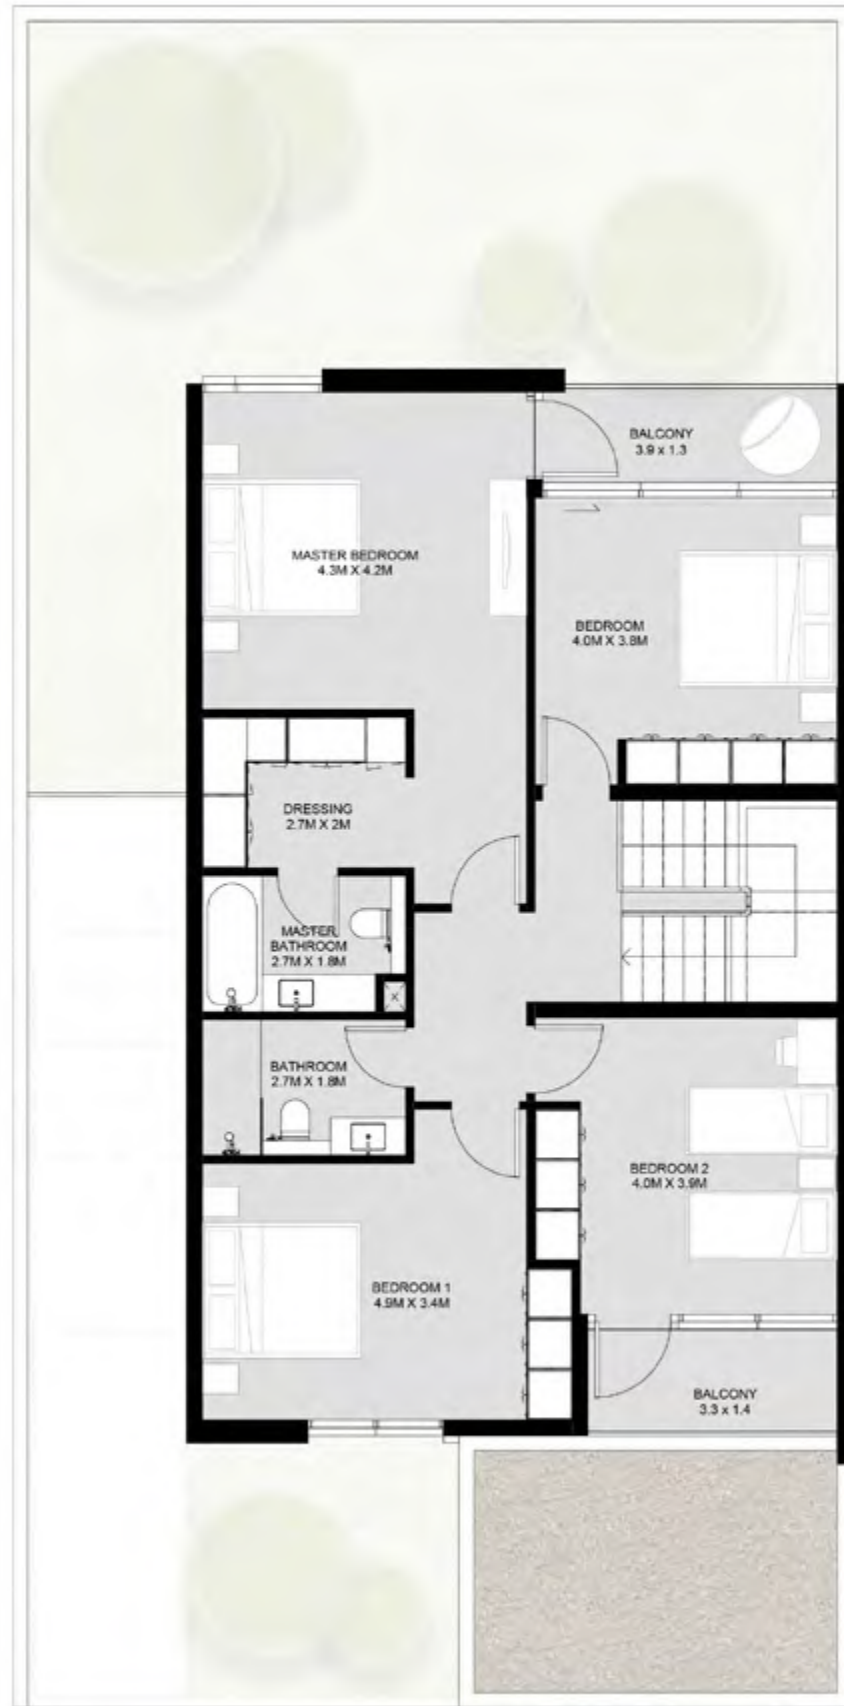 BALCONY
3.9 x 1.3
MASTER BEDROOM
4.3M X 4.2M
BEDROOM
4.0M X 3.8M
DRESSING
2.7M X 2M
MASTER
BATHROOM
2.7M X 1.8M
X
BATHROOM
2.7M X 1.8M
BEDROOM 2
4.0M X 3.9M
BEDROOM 1
4.9M X 3.4M
BALCONY
3.3 x 1.4